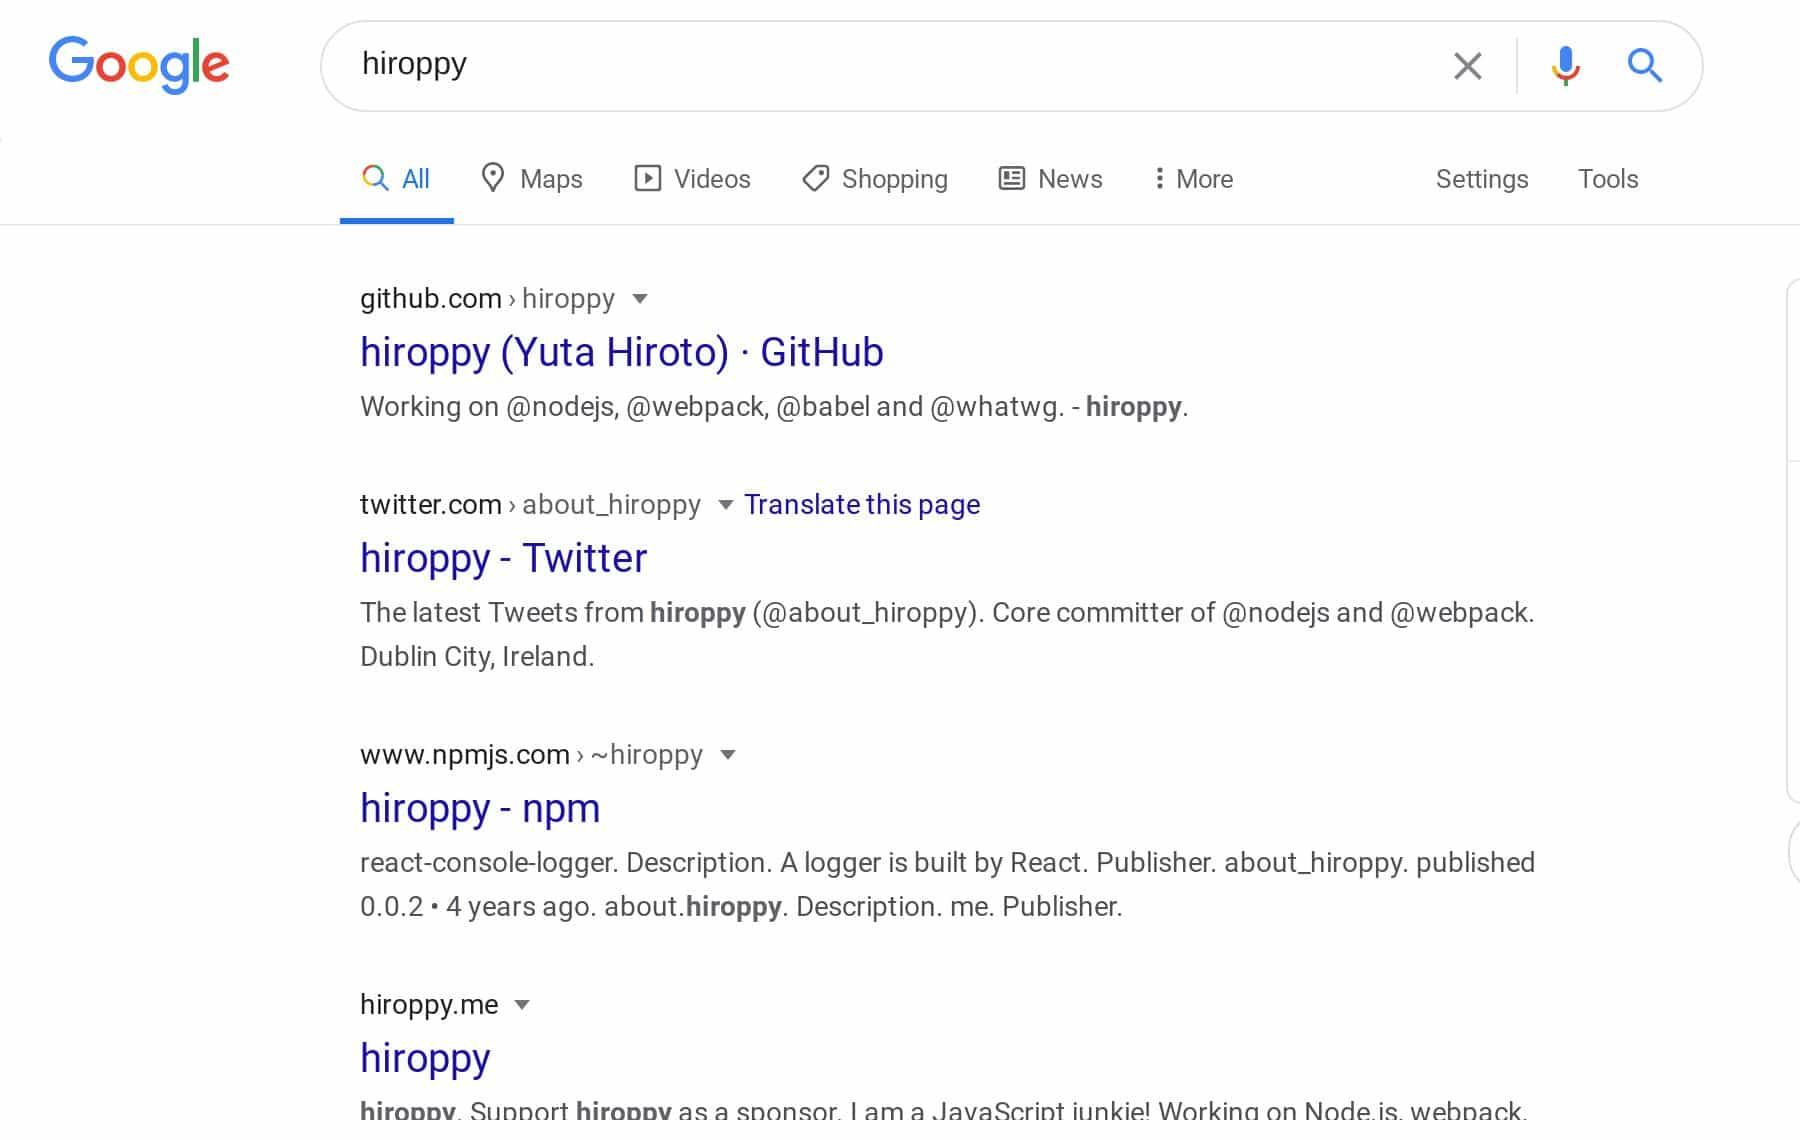 Google
hiroppy
All Maps Videos Shopping News More Settings Tools
github.com › hiroppy
hiroppy (Yuta Hiroto) · GitHub
Working on @nodejs, @webpack, @babel and @whatwg. - hiroppy.
twitter.com › about_hiroppy Translate this page
hiroppy - Twitter
The latest Tweets from hiroppy (@about_hiroppy). Core committer of @nodejs and @webpack.
Dublin City, Ireland.
www.npmjs.com › ~hiroppy
hiroppy - npm
react-console-logger. Description. A logger is built by React. Publisher. about_hiroppy. published
0.0.2 • 4 years ago. about.hiroppy. Description. me. Publisher.
hiroppy.me
hiroppy
hiroppy. Support hiroppy as a sponsor. I am a JavaScript junkie! Working on Node.js, webpack,